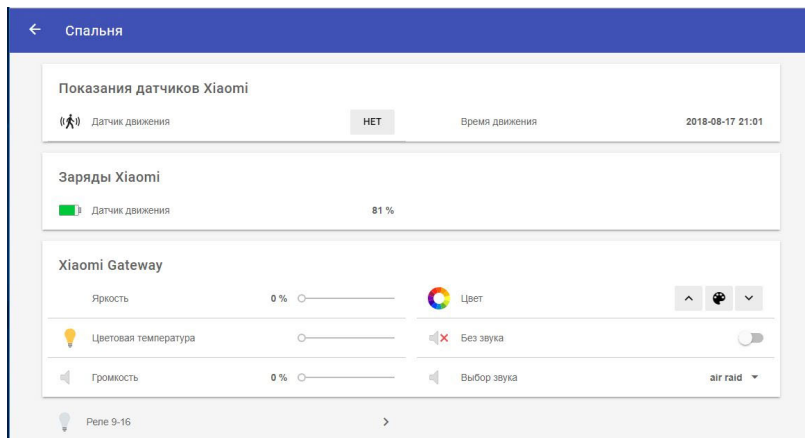 Спальня
Показания датчиков Xiaomi
Датчик движения НЕТ Время движения 2018-08-17 21:01
Заряды Xiaomi
Датчик движения 81 %
Xiaomi Gateway
Яркость 0 % Цвет
Цветовая температура Без звука
Громкость 0 % Выбор звука air raid
Реле 9-16